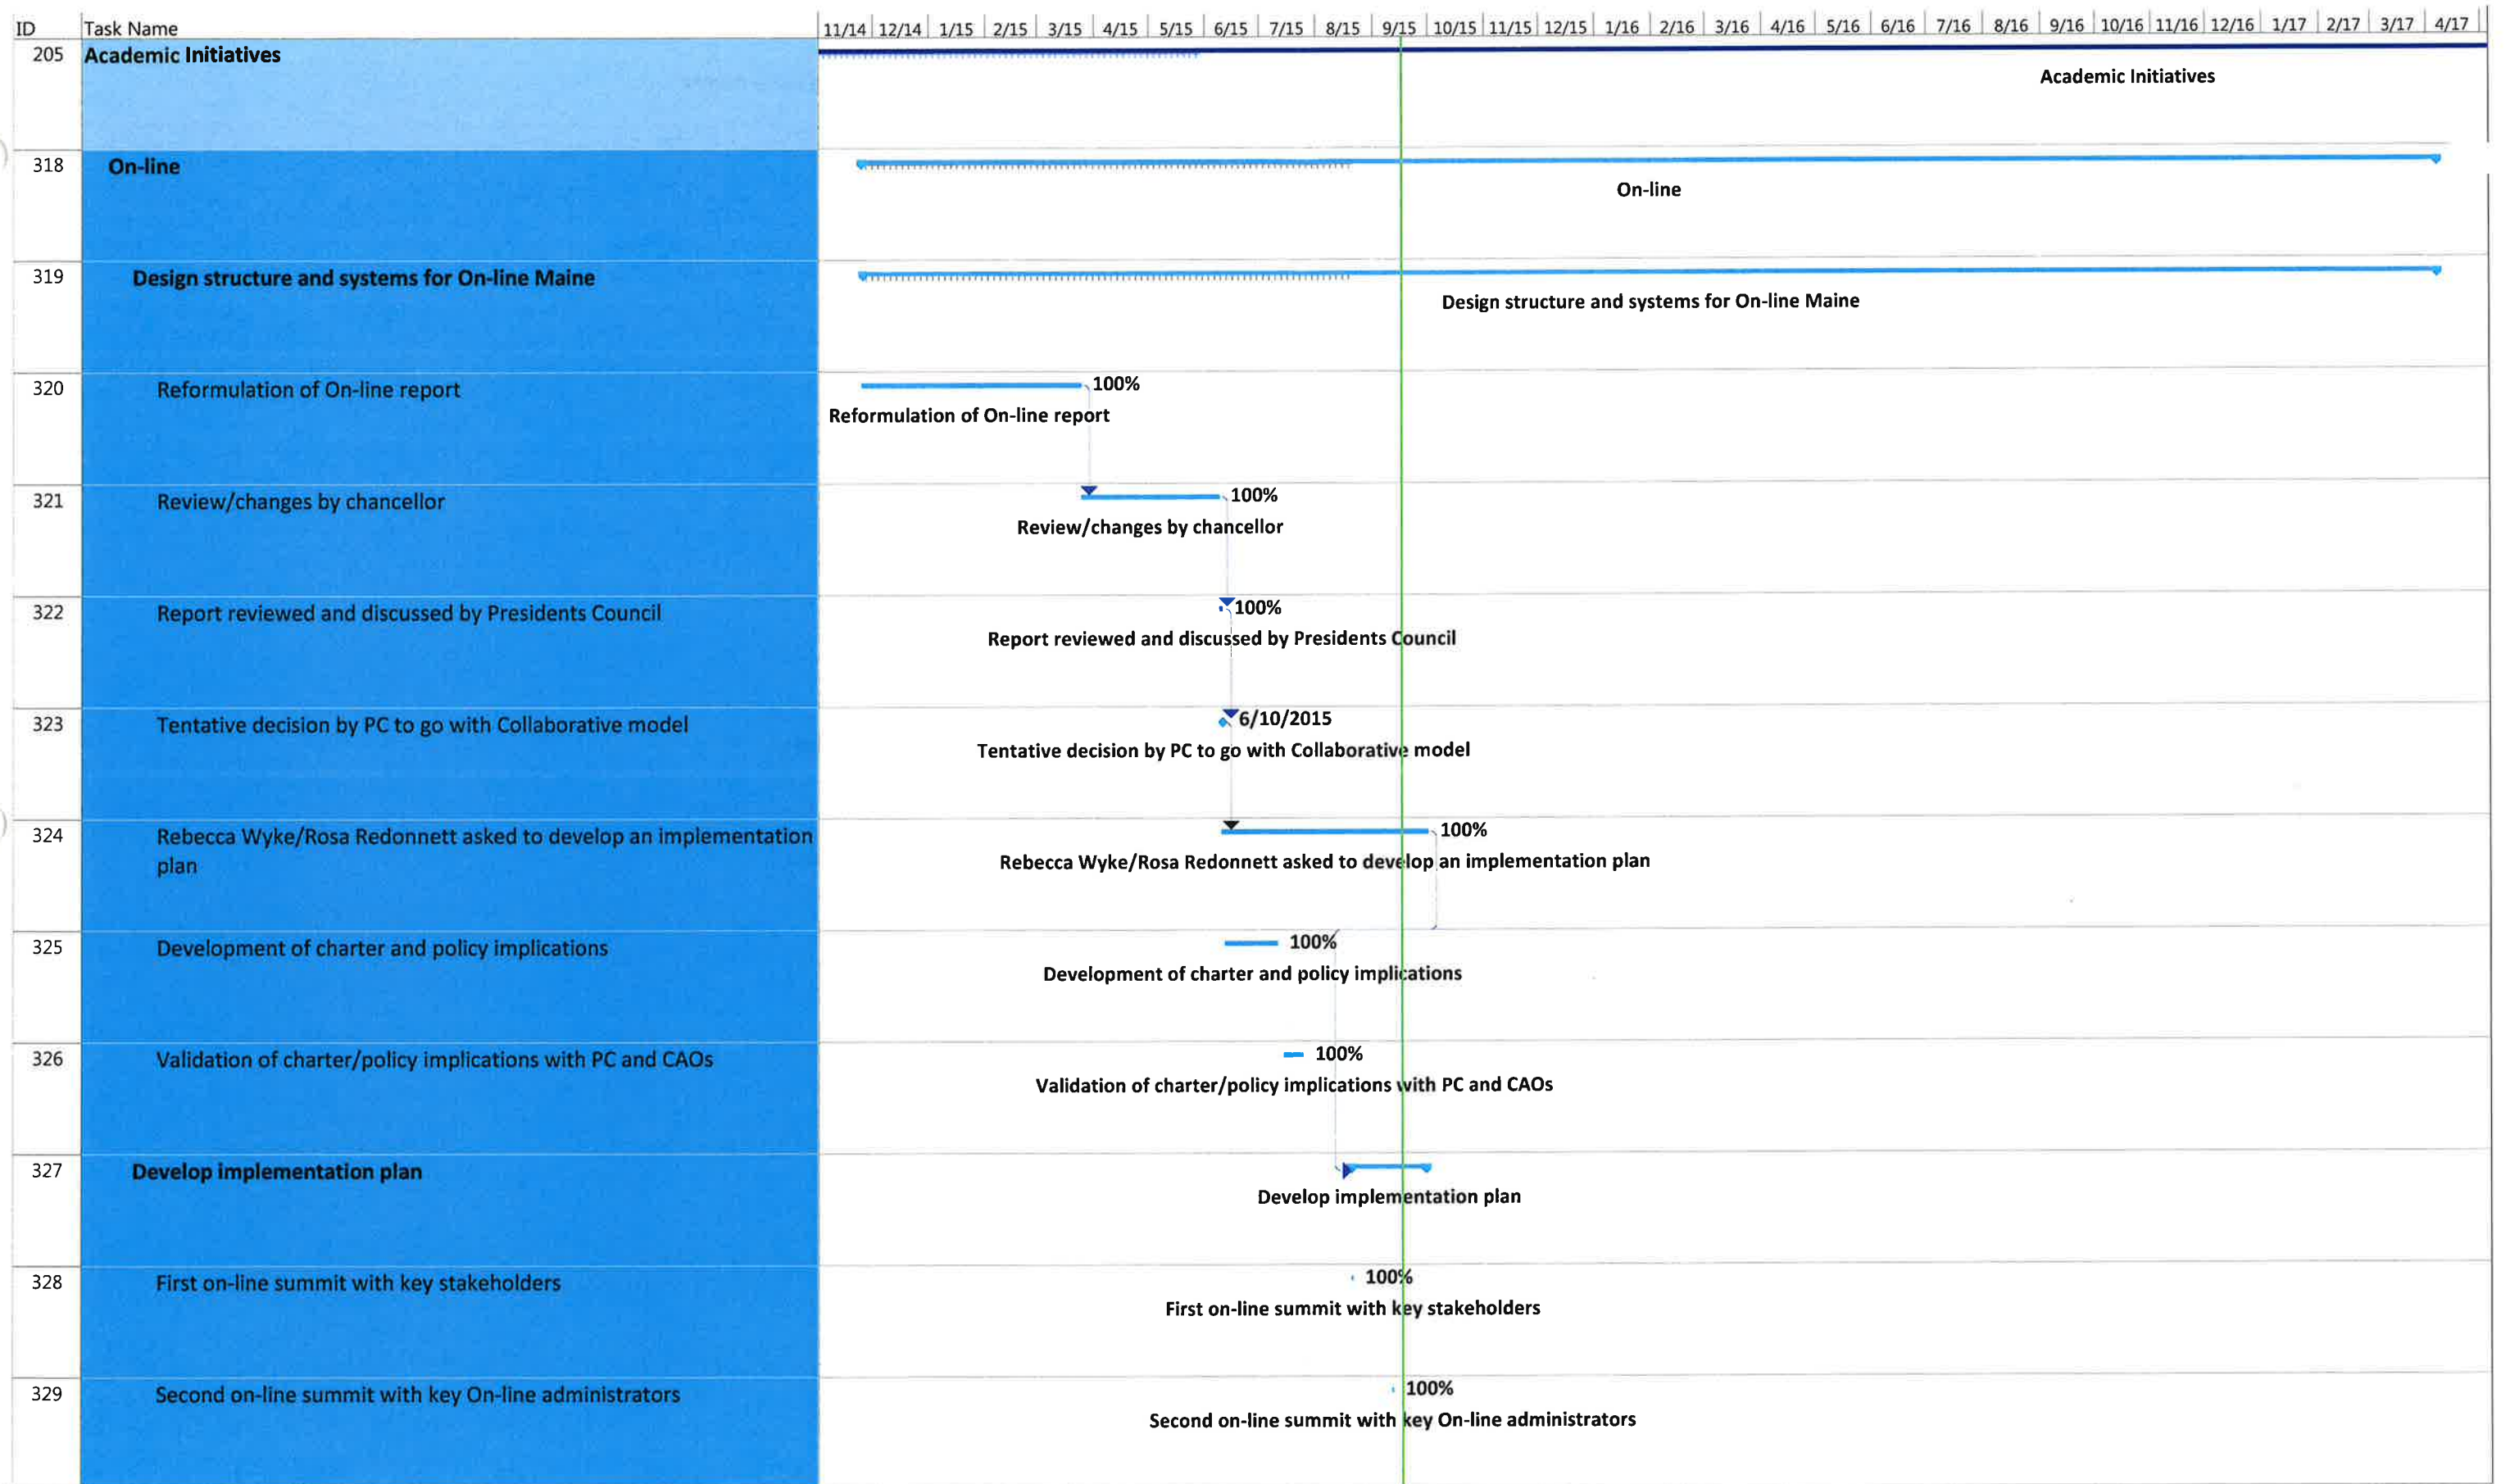 ID Task Name 11/14 12/14 1/15 2/15 3/15 4/15 5/15 6/15 7/15 8/15 9/15 10/15 11/15 12/15 1/16 2/16 3/16 4/16 5/16 6/16 7/16 8/16 9/16 10/16 11/16 12/16 1/17 2/17 3/17 4/17
205 Academic Initiatives
Academic Initiatives
318 On-line
On-line
319 Design structure and systems for On-line Maine
Design structure and systems for On-line Maine
320 Reformulation of On-line report 100%
Reformulation of On-line report
321 Review/changes by chancellor 100%
Review/changes by chancellor
322 Report reviewed and discussed by Presidents Council 100%
Report reviewed and discussed by Presidents Council
323 Tentative decision by PC to go with Collaborative model 6/10/2015
Tentative decision by PC to go with Collaborative model
324 Rebecca Wyke/Rosa Redonnett asked to develop an implementation 100%
plan
Rebecca Wyke/Rosa Redonnett asked to develop an implementation plan
325 Development of charter and policy implications 100%
Development of charter and policy implications
326 Validation of charter/policy implications with PC and CAOs 100%
Validation of charter/policy implications with PC and CAOs
327 Develop implementation plan
Develop implementation plan
328 First on-line summit with key stakeholders 100%
First on-line summit with key stakeholders
329 Second on-line summit with key On-line administrators 100%
Second on-line summit with key On-line administrators